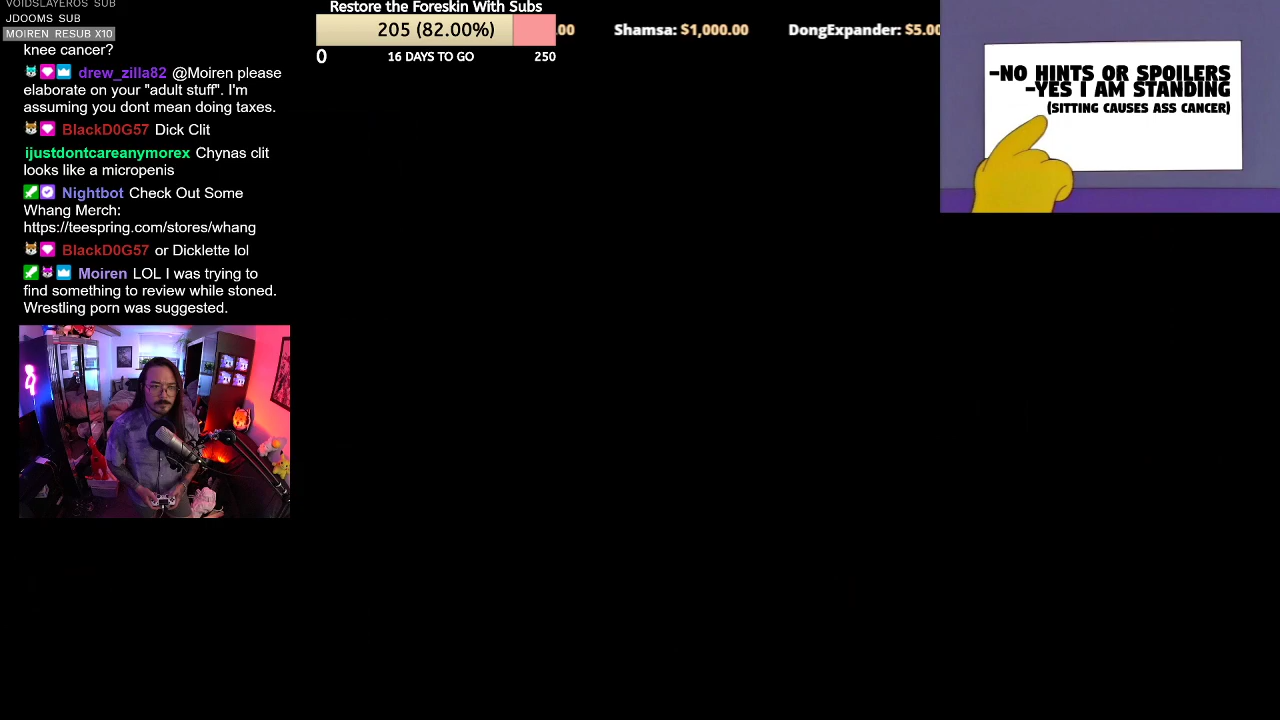 VOIDSLAYEROS SUB
JDOOMS SUB
MOIREN RESUB X10
knee cancer?
drew_zilla82 @Moiren please
elaborate on your "adult stuff". I'm
assuming you dont mean doing taxes.
BlackD0G57 Dick Clit
ijustdontcareanymorex Chynas clit
looks like a micropenis
Nightbot Check Out Some
Whang Merch:
https://teespring.com/stores/whang
BlackD0G57 or Dicklette lol
Moiren LOL I was trying to
find something to review while stoned.
Wrestling porn was suggested.
Restore the Foreskin With Subs
205 (82.00%)
0 16 DAYS TO GO 250
.00 Shamsa: $1,000.00 DongExpander: $5.00
-NO HINTS OR SPOILERS
-YES I AM STANDING
(SITTING CAUSES ASS CANCER)